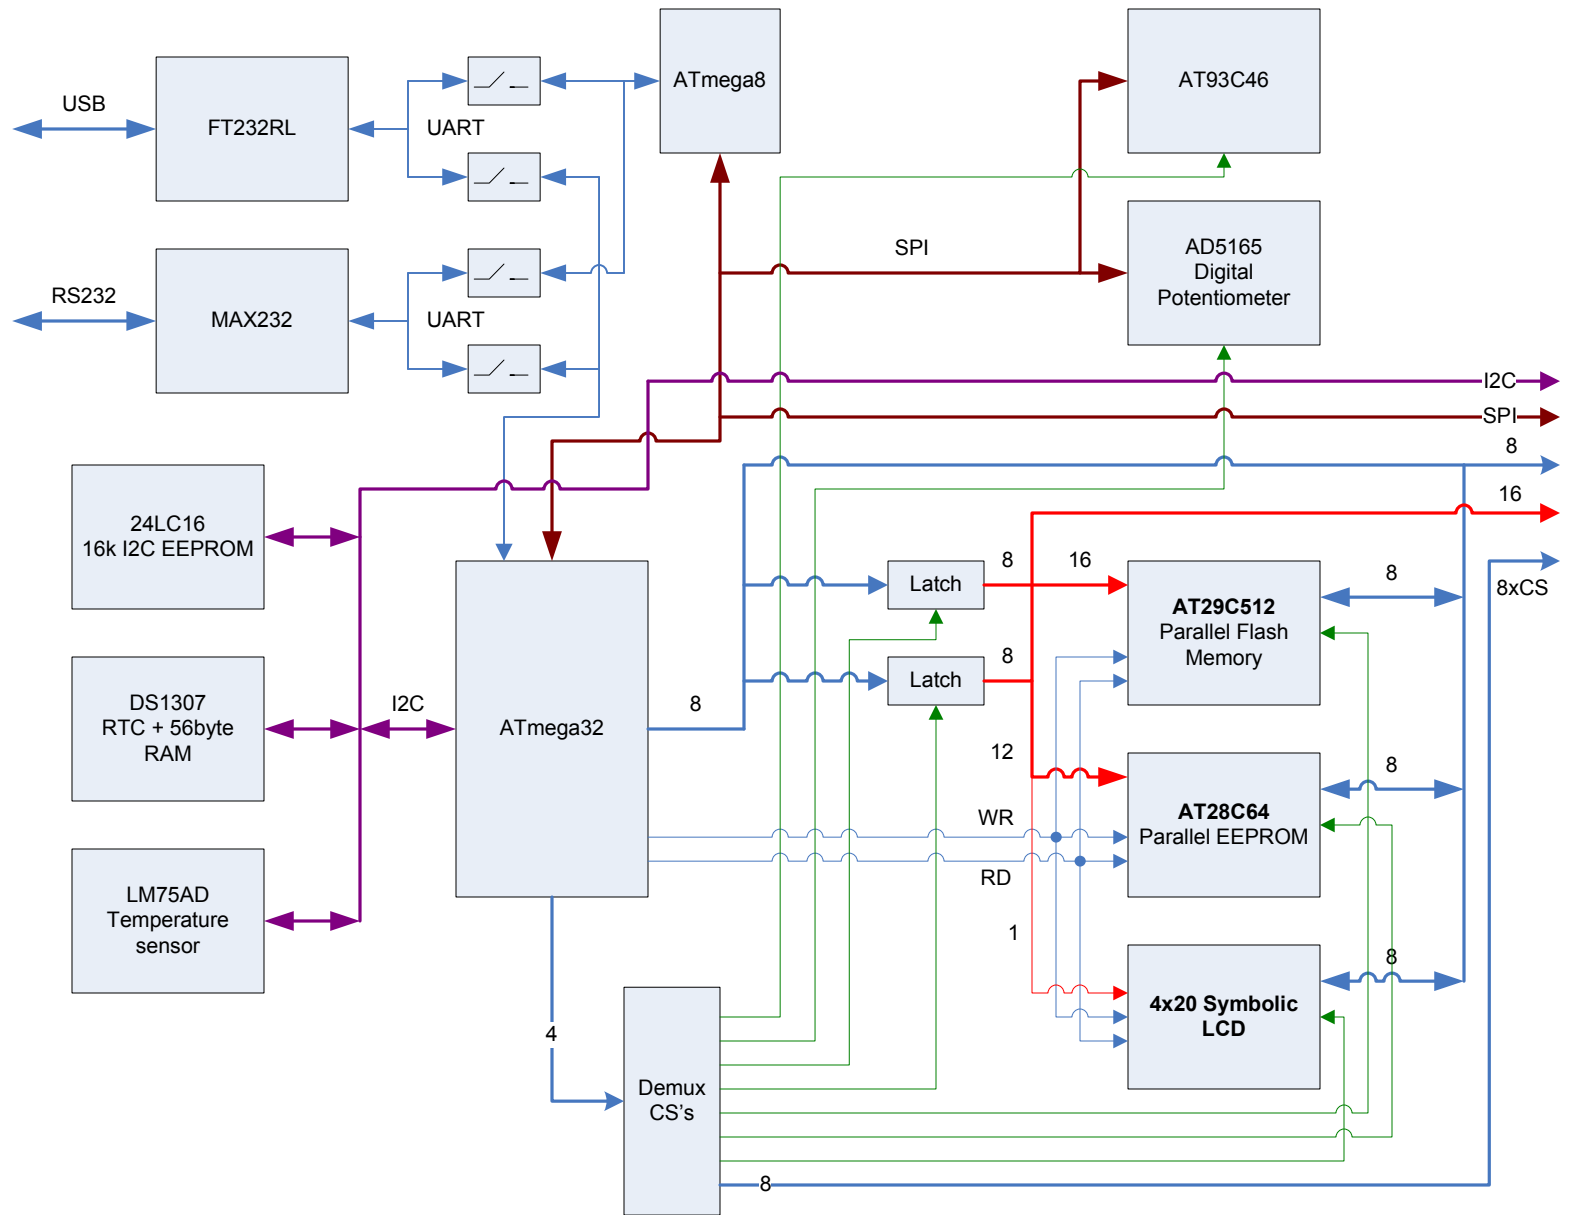 USB
FT232RL
UART
ATmega8
AT93C46
SPI
AD5165
Digital
Potentiometer
RS232
MAX232
UART
I2C
SPI
8
16
8xCS
24LC16
16k I2C EEPROM
DS1307
RTC + 56byte
RAM
LM75AD
Temperature
sensor
I2C
ATmega32
8
Latch
8
16
Latch
8
AT29C512
Parallel Flash
Memory
8
12
WR
RD
AT28C64
Parallel EEPROM
8
1
4x20 Symbolic
LCD
8
4
Demux
CS's
8